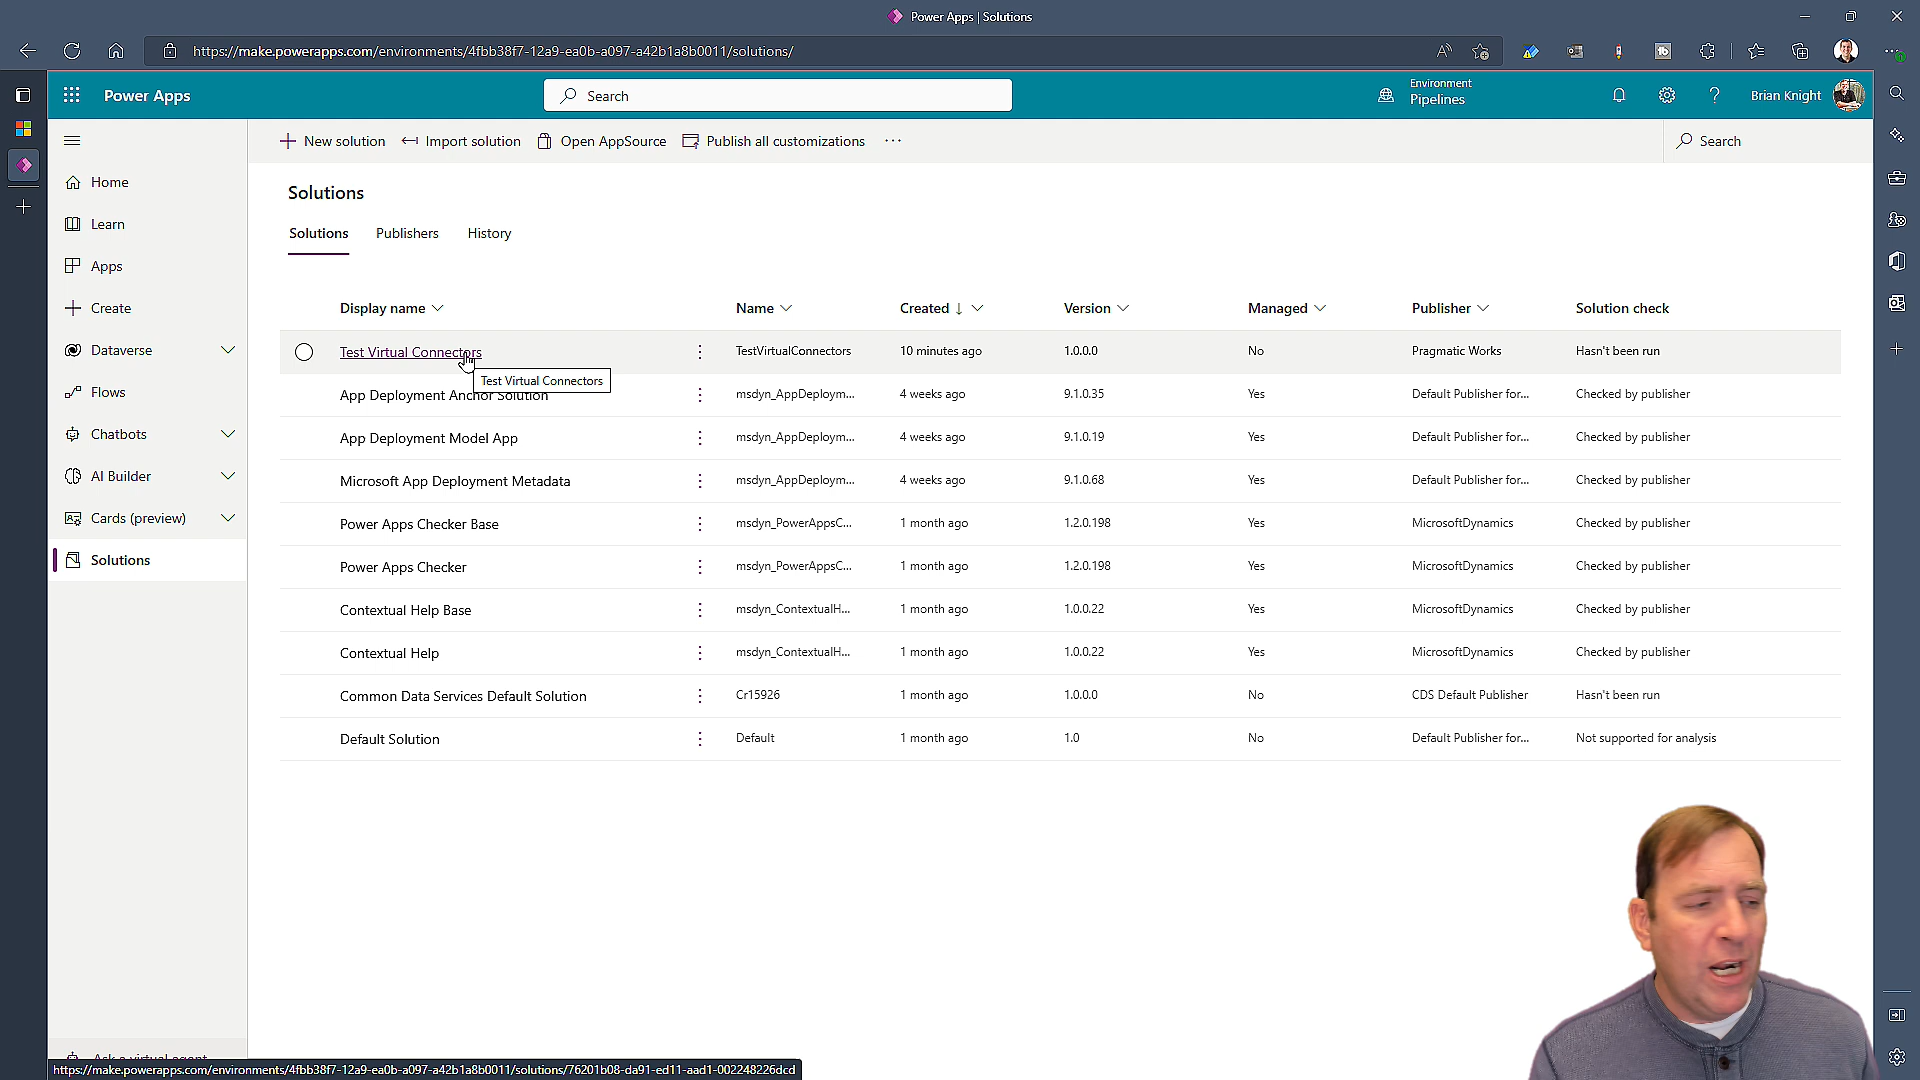 Power Apps | Solutions
https://make.powerapps.com/environments/4fbb38f7-12a9-ea0b-a097-a42b1a8b0011/solutions/
Power Apps
Search
Environment
Pipelines
Brian Knight
New solution
Import solution
Open AppSource
Publish all customizations
Search
Home
Learn
Apps
Create
Dataverse
Flows
Chatbots
AI Builder
Cards (preview)
Solutions
Ask a virtual agent
Solutions
Solutions Publishers History
Display name Name Created ↓ Version Managed Publisher Solution check
Test Virtual Connectors TestVirtualConnectors 10 minutes ago 1.0.0.0 No Pragmatic Works Hasn't been run
Test Virtual Connectors
App Deployment Anchor Solution msdyn_AppDeploym... 4 weeks ago 9.1.0.35 Yes Default Publisher for... Checked by publisher
App Deployment Model App msdyn_AppDeploym... 4 weeks ago 9.1.0.19 Yes Default Publisher for... Checked by publisher
Microsoft App Deployment Metadata msdyn_AppDeploym... 4 weeks ago 9.1.0.68 Yes Default Publisher for... Checked by publisher
Power Apps Checker Base msdyn_PowerAppsC... 1 month ago 1.2.0.198 Yes MicrosoftDynamics Checked by publisher
Power Apps Checker msdyn_PowerAppsC... 1 month ago 1.2.0.198 Yes MicrosoftDynamics Checked by publisher
Contextual Help Base msdyn_ContextualH... 1 month ago 1.0.0.22 Yes MicrosoftDynamics Checked by publisher
Contextual Help msdyn_ContextualH... 1 month ago 1.0.0.22 Yes MicrosoftDynamics Checked by publisher
Common Data Services Default Solution Cr15926 1 month ago 1.0.0.0 No CDS Default Publisher Hasn't been run
Default Solution Default 1 month ago 1.0 No Default Publisher for... Not supported for analysis
https://make.powerapps.com/environments/4fbb38f7-12a9-ea0b-a097-a42b1a8b0011/solutions/76201b08-da91-ed11-aad1-002248226dcd